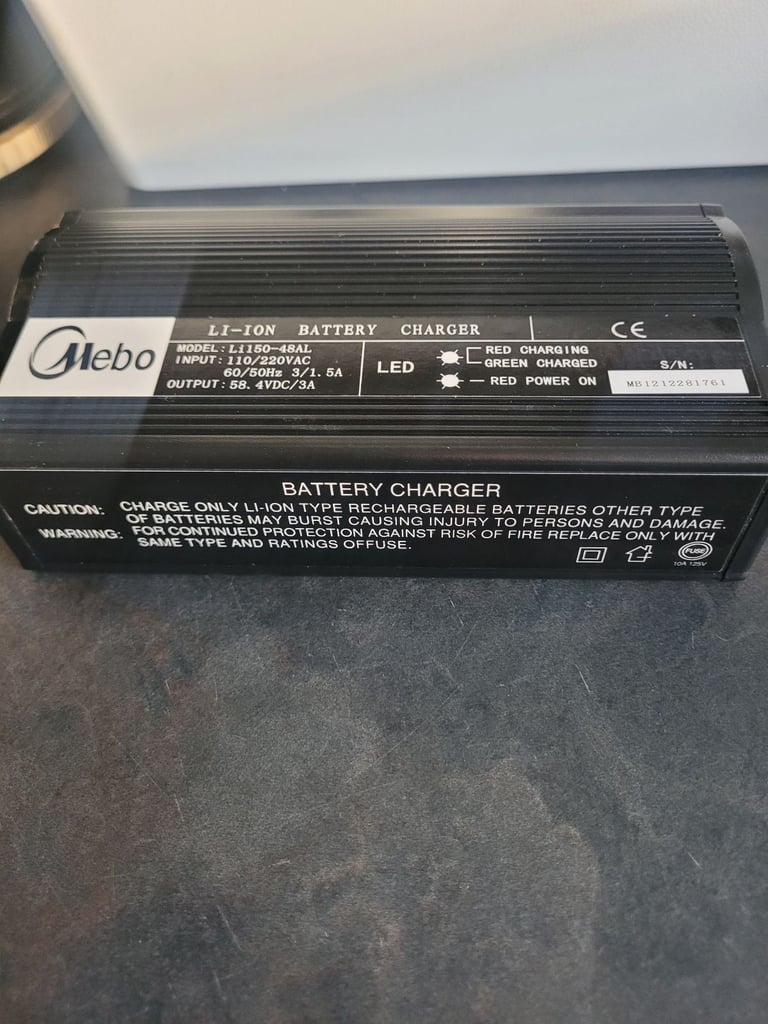 Mebo
LI-ION BATTERY CHARGER
CE
MODEL: Li150-48AL
INPUT: 110/220VAC
60/50Hz 3/1.5A
OUTPUT: 58.4VDC/3A
LED
RED CHARGING
GREEN CHARGED
RED POWER ON
S/N:
MB1212281761
BATTERY CHARGER
CAUTION: CHARGE ONLY LI-ION TYPE RECHARGEABLE BATTERIES OTHER TYPE
OF BATTERIES MAY BURST CAUSING INJURY TO PERSONS AND DAMAGE.
WARNING: FOR CONTINUED PROTECTION AGAINST RISK OF FIRE REPLACE ONLY WITH
SAME TYPE AND RATINGS OFFUSE.
FUSE
10A 125V